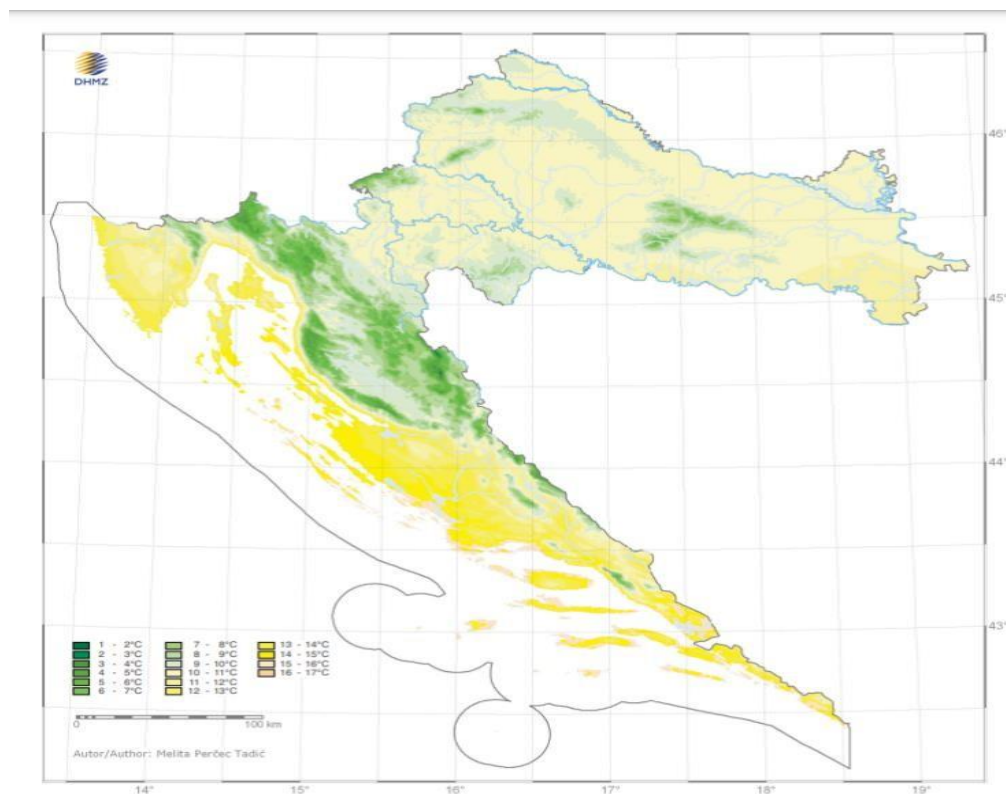 DHMZ
46°
45°
44°
43°
1 - 2°C
2 - 3°C
3 - 4°C
4 - 5°C
5 - 6°C
6 - 7°C
7 - 8°C
8 - 9°C
9 - 10°C
10 - 11°C
11 - 12°C
12 - 13°C
13 - 14°C
14 - 15°C
15 - 16°C
16 - 17°C
0 100 km
Autor/Author: Melita Perčec Tadić
14° 15° 16° 17° 18° 19°